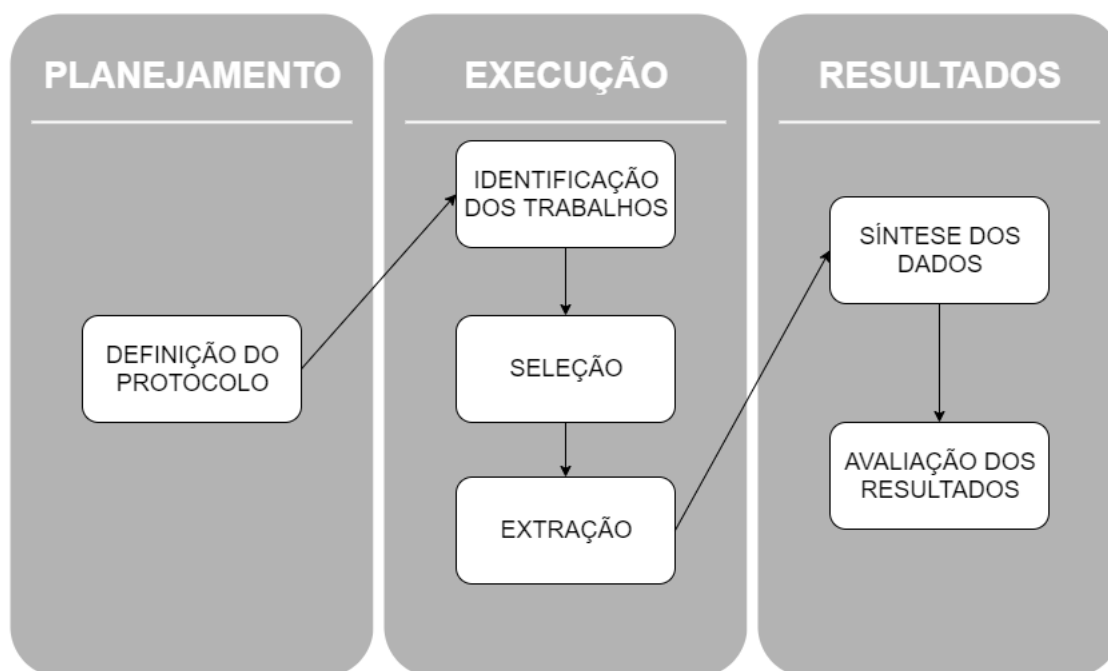 PLANEJAMENTO
DEFINIÇÃO DO
PROTOCOLO
EXECUÇÃO
IDENTIFICAÇÃO
DOS TRABALHOS
SELEÇÃO
EXTRAÇÃO
RESULTADOS
SÍNTESE DOS
DADOS
AVALIAÇÃO DOS
RESULTADOS